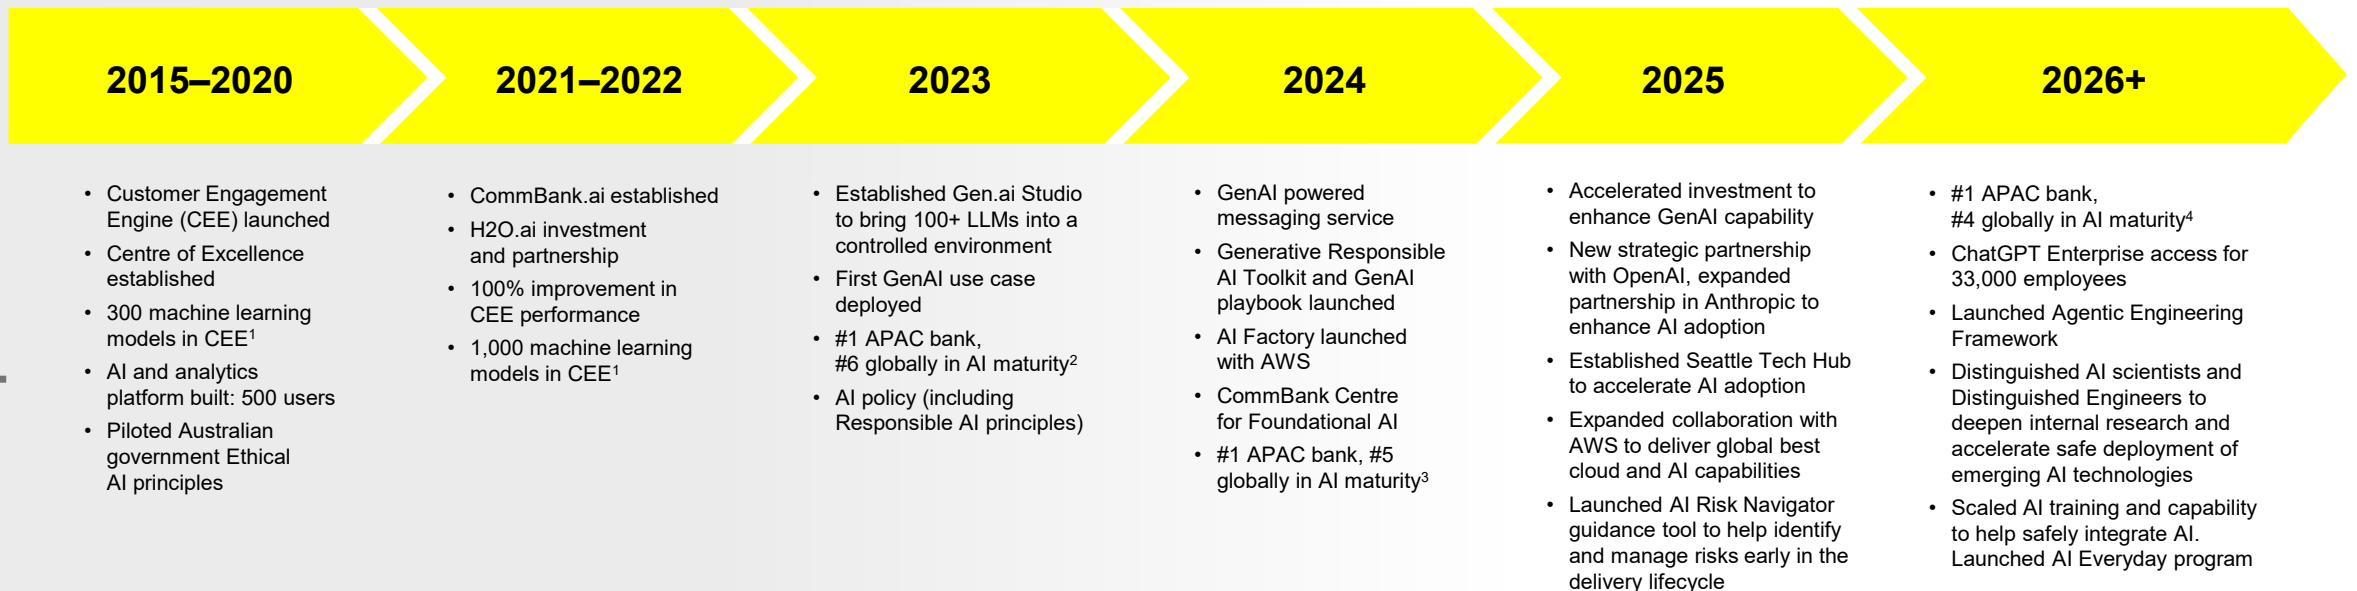 2015–2020
2021–2022
2023
2024
2025
2026+
• Customer Engagement
Engine (CEE) launched
• Centre of Excellence
established
• 300 machine learning
models in CEE¹
• AI and analytics
platform built: 500 users
• Piloted Australian
government Ethical
AI principles
• CommBank.ai established
• H2O.ai investment
and partnership
• 100% improvement in
CEE performance
• 1,000 machine learning
models in CEE¹
• Established Gen.ai Studio
to bring 100+ LLMs into a
controlled environment
• First GenAI use case
deployed
• #1 APAC bank,
#6 globally in AI maturity²
• AI policy (including
Responsible AI principles)
• GenAI powered
messaging service
• Generative Responsible
AI Toolkit and GenAI
playbook launched
• AI Factory launched
with AWS
• CommBank Centre
for Foundational AI
• #1 APAC bank, #5
globally in AI maturity³
• Accelerated investment to
enhance GenAI capability
• New strategic partnership
with OpenAI, expanded
partnership in Anthropic to
enhance AI adoption
• Established Seattle Tech Hub
to accelerate AI adoption
• Expanded collaboration with
AWS to deliver global best
cloud and AI capabilities
• Launched AI Risk Navigator
guidance tool to help identify
and manage risks early in the
delivery lifecycle
• #1 APAC bank,
#4 globally in AI maturity⁴
• ChatGPT Enterprise access for
33,000 employees
• Launched Agentic Engineering
Framework
• Distinguished AI scientists and
Distinguished Engineers to
deepen internal research and
accelerate safe deployment of
emerging AI technologies
• Scaled AI training and capability
to help safely integrate AI.
Launched AI Everyday program